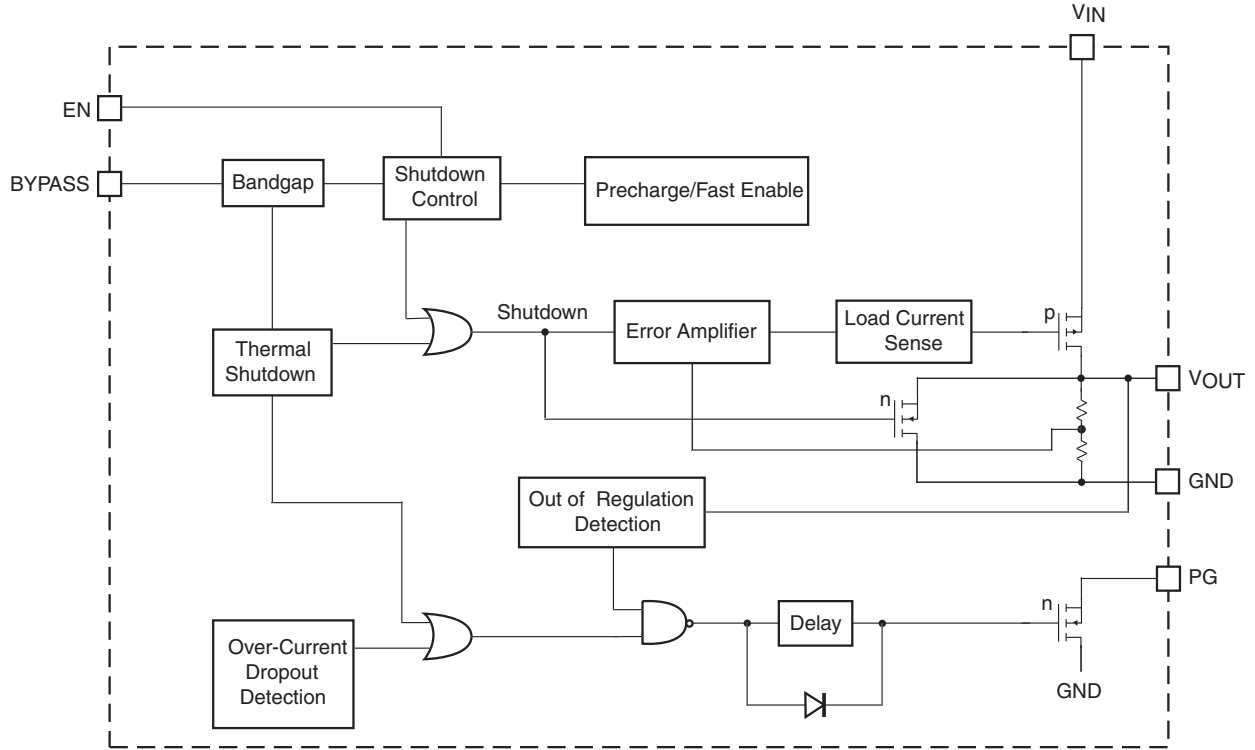 VIN
EN
BYPASS
Bandgap
Shutdown
Control
Precharge/Fast Enable
Shutdown
Error Amplifier
Load Current
Sense
p
Thermal
Shutdown
VOUT
n
GND
Out of Regulation
Detection
PG
n
Delay
Over-Current
Dropout
Detection
GND